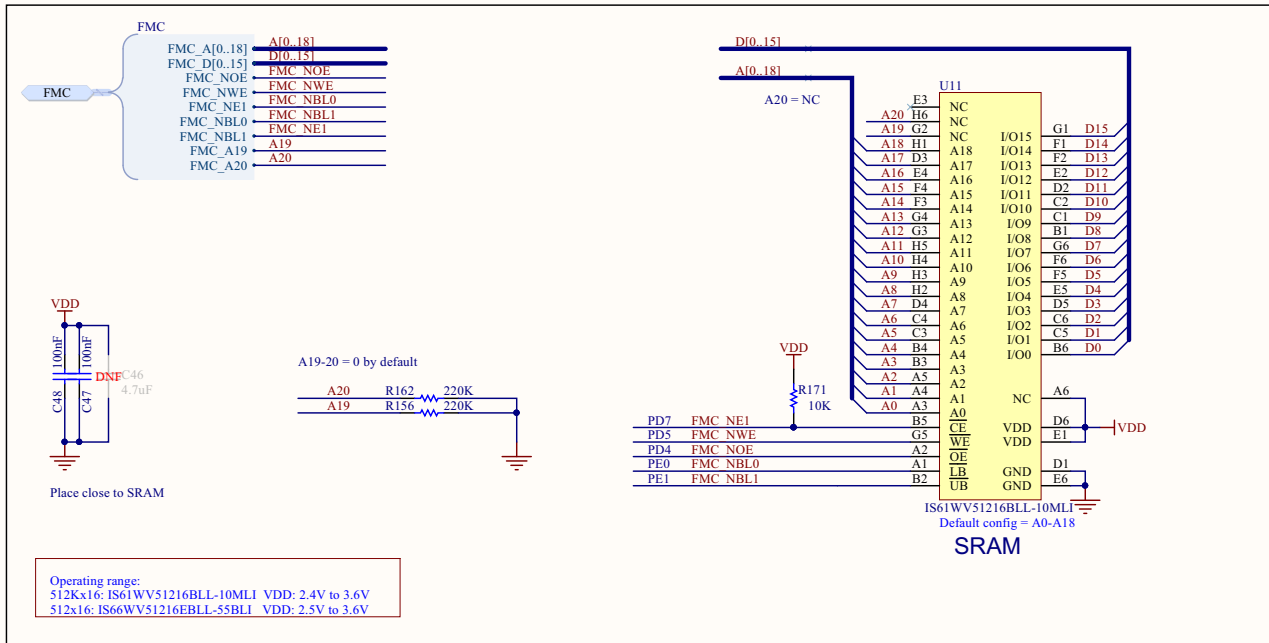 FMC
FMC
FMC_A[0..18] A[0..18]
FMC_D[0..15] D[0..15]
FMC_NOE FMC_NOE
FMC_NWE FMC_NWE
FMC_NE1 FMC_NBL0
FMC_NBL0 FMC_NBL1
FMC_NBL1 FMC_NE1
FMC_A19 A19
FMC_A20 A20
D[0..15]
A[0..18]
A20 = NC
U11
E3 NC
A20 H6 NC
A19 G2 NC I/O15 G1 D15
A18 H1 A18 I/O14 F1 D14
A17 D3 A17 I/O13 F2 D13
A16 E4 A16 I/O12 E2 D12
A15 F4 A15 I/O11 D2 D11
A14 F3 A14 I/O10 C2 D10
A13 G4 A13 I/O9 C1 D9
A12 G3 A12 I/O8 B1 D8
A11 H5 A11 I/O7 G6 D7
A10 H4 A10 I/O6 F6 D6
A9 H3 A9 I/O5 F5 D5
A8 H2 A8 I/O4 E5 D4
A7 D4 A7 I/O3 D5 D3
A6 C4 A6 I/O2 C6 D2
A5 C3 A5 I/O1 C5 D1
A4 B4 A4 I/O0 B6 D0
A3 B3 A3
A2 A5 A2
A1 A4 A1 NC A6
A0 A3 A0
PD7 FMC_NE1 B5 CE VDD D6
PD5 FMC_NWE G5 WE VDD E1
VDD
PD4 FMC_NOE A2 OE
PE0 FMC_NBL0 A1 LB GND D1
PE1 FMC_NBL1 B2 UB GND E6
IS61WV51216BLL-10MLI
Default config = A0-A18
SRAM
VDD
R171
10K
VDD
100nF
100nF
C48
C47
DNF
C46
4.7uF
Place close to SRAM
A19-20 = 0 by default
A20 R162 220K
A19 R156 220K
Operating range:
512Kx16: IS61WV51216BLL-10MLI VDD: 2.4V to 3.6V
512x16: IS66WV51216EBLL-55BLI VDD: 2.5V to 3.6V